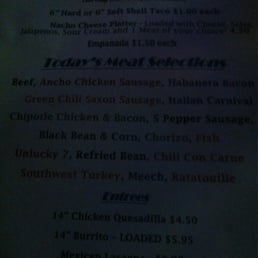 6" Hard or 6" Soft Shell Taco $1.00 each
Nacho Cheese Platter - Loaded with Cheese, Salsa,
Jalapenos, Sour Cream and 1 Meat of your choice! 4.50
Empanada $1.50 each
Today's Meat Selections
Beef, Ancho Chicken Sausage, Habanera Bacon
Green Chili Saxon Saurage, Italian Carnival
Chipotle Chicken & Bacon, 5 Pepper Sausage,
Black Bean & Corn, Chorizo, Fish
Unlucky 7, Refried Bean, Chili Con Carne
Southwest Turkey, Meech, Ratatouille
Entrees
14" Chicken Quesadilla $4.50
14" Burrito - LOADED $5.95
Mexican